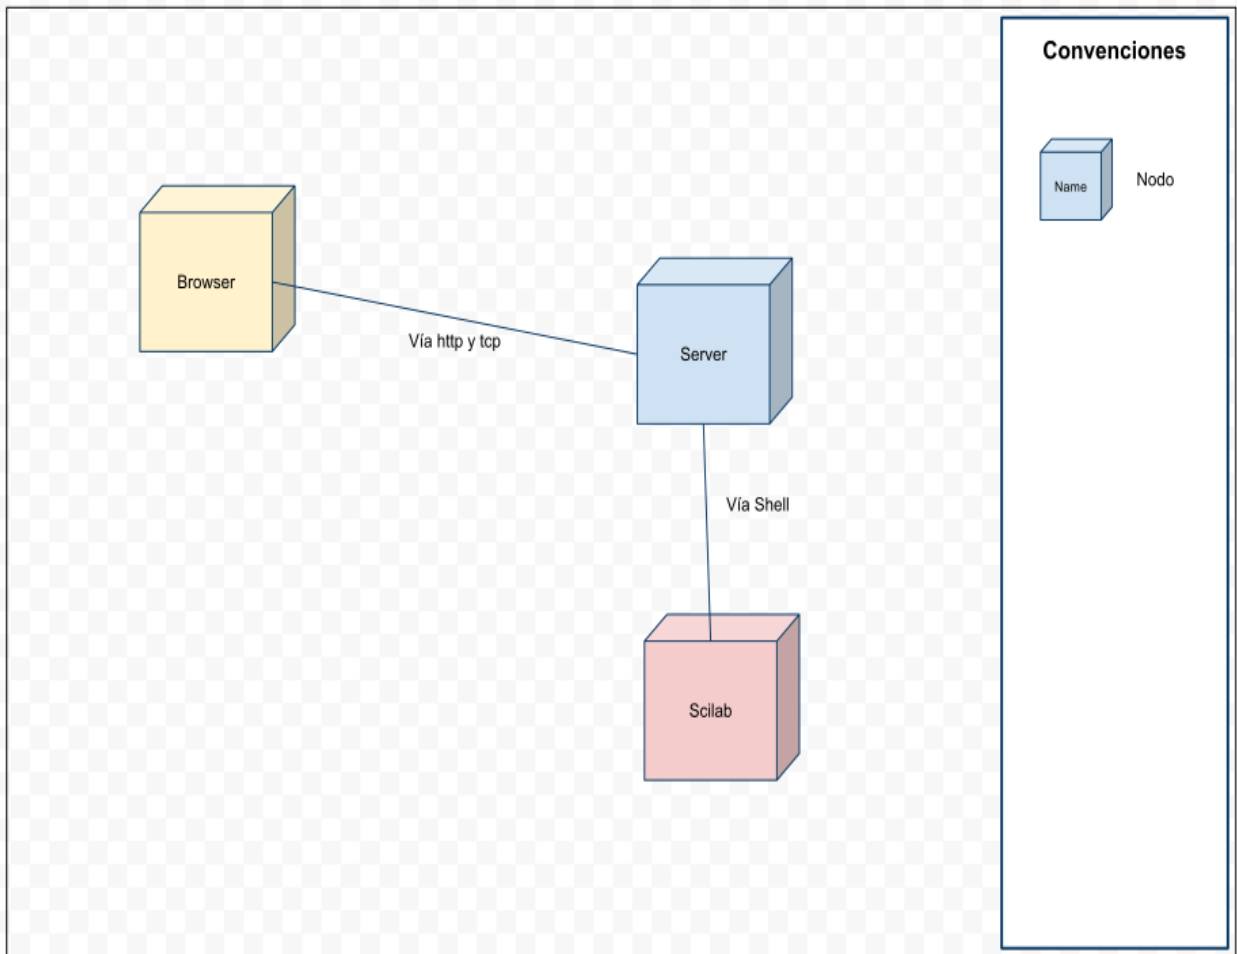 Convenciones
Name
Nodo
Browser
Vía http y tcp
Server
Vía Shell
Scilab